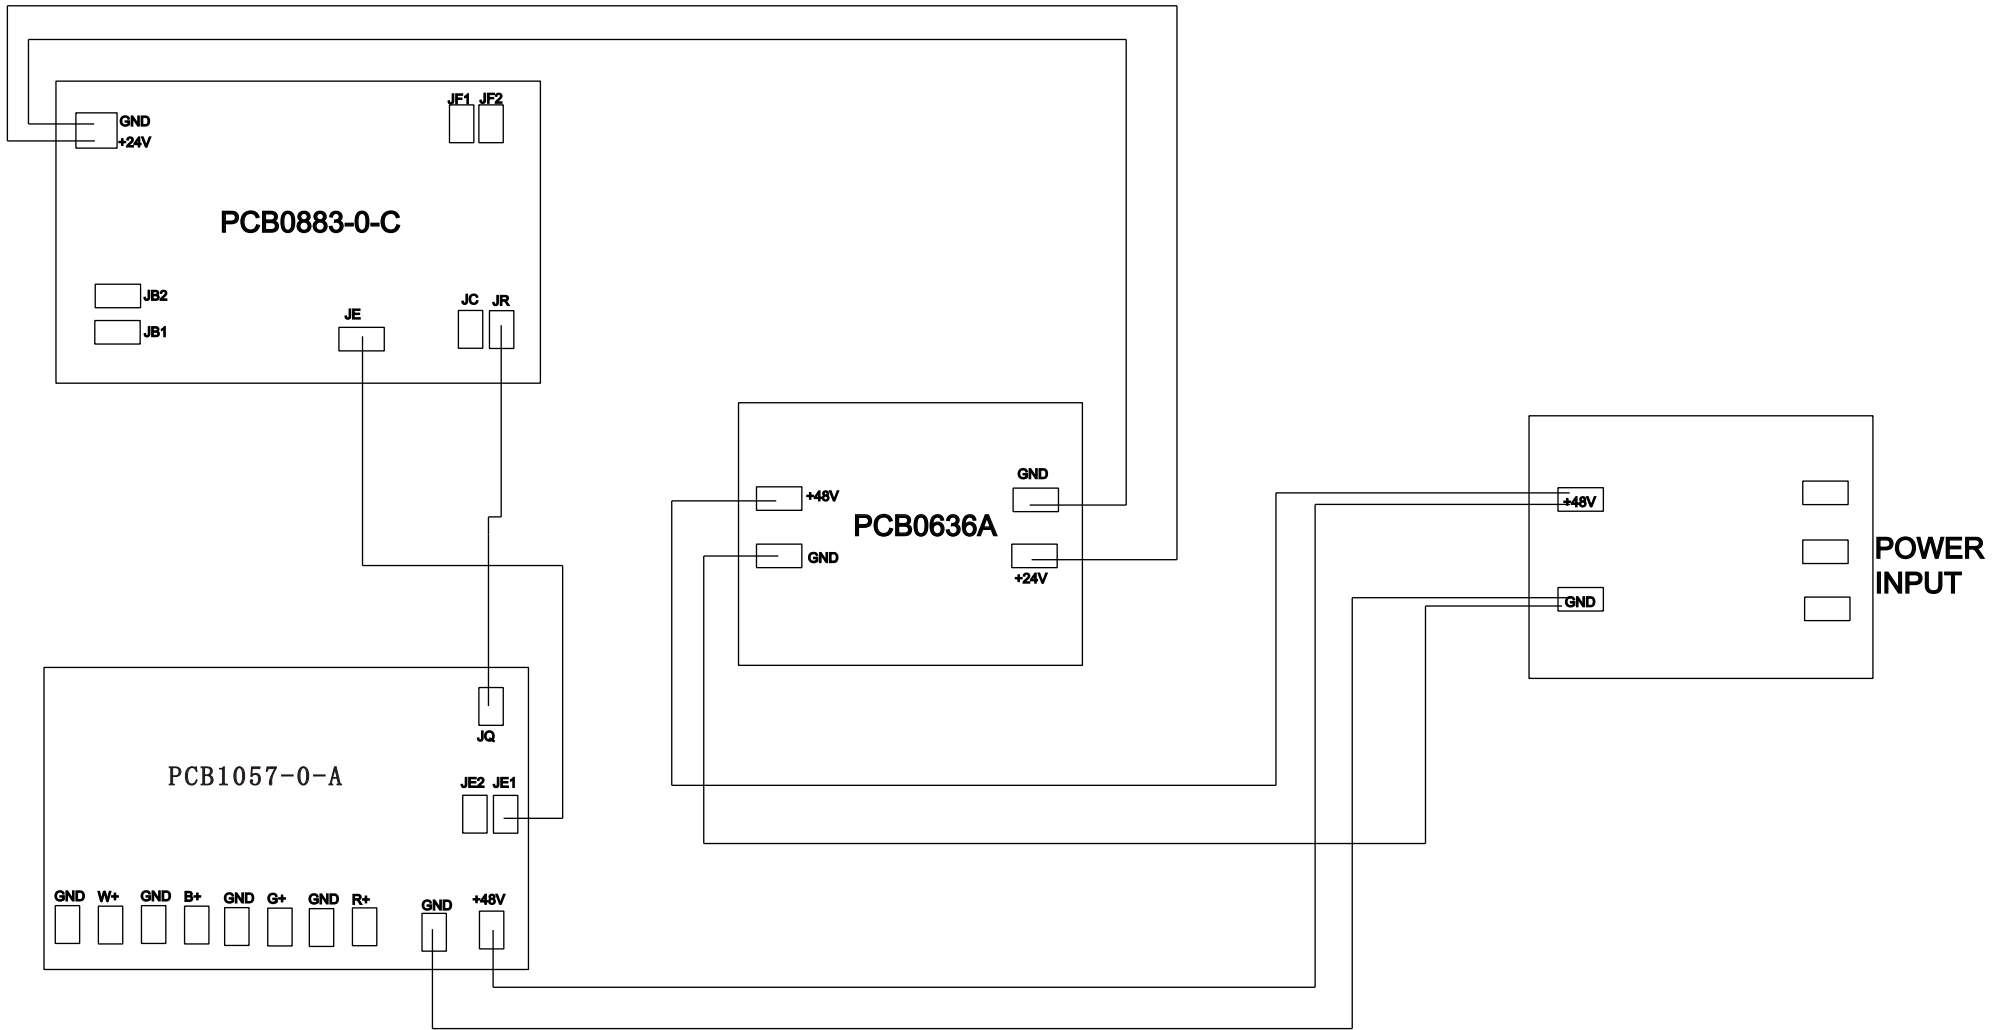 JF1 JF2
GND
+24V
PCB0883-0-C
JB2
JB1
JE
JC JR
GND
+48V
PCB0636A
GND
+24V
+48V
GND
POWER
INPUT
JQ
PCB1057-0-A
JE2 JE1
GND W+ GND B+ GND G+ GND R+ GND +48V